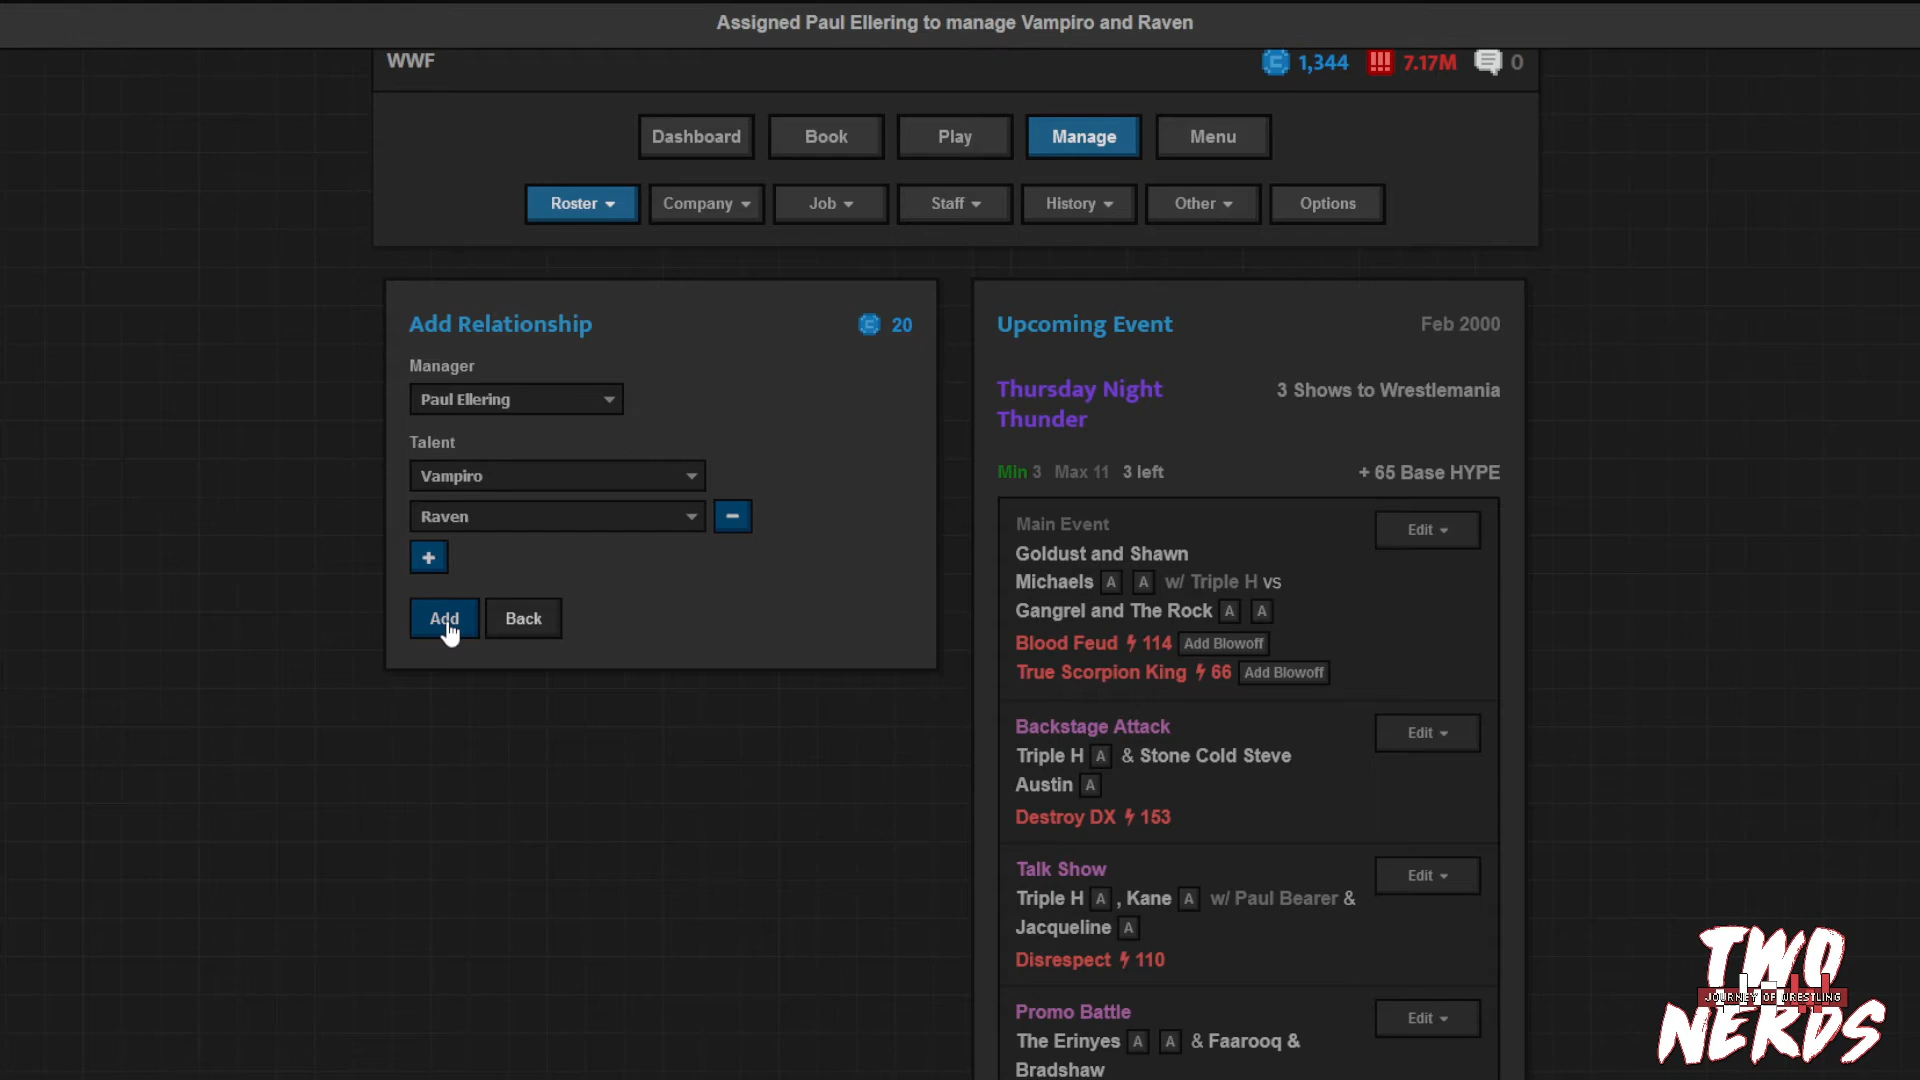 Assigned Paul Ellering to manage Vampiro and Raven
WWF
1,344
7.17M
0
Dashboard
Book
Play
Manage
Menu
Roster
Company
Job
Staff
History
Other
Options
Add Relationship
20
Manager
Paul Ellering
Talent
Vampiro
Raven
−
+
Add
Back
Upcoming Event
Feb 2000
Thursday Night
Thunder
3 Shows to Wrestlemania
Min 3 Max 11 3 left
+ 65 Base HYPE
Main Event
Edit
Goldust and Shawn
Michaels A A w/ Triple H vs
Gangrel and The Rock A A
Blood Feud 114 Add Blowoff
True Scorpion King 66 Add Blowoff
Backstage Attack
Edit
Triple H A & Stone Cold Steve
Austin A
Destroy DX 153
Talk Show
Edit
Triple H A , Kane A w/ Paul Bearer &
Jacqueline A
Disrespect 110
Promo Battle
Edit
The Erinyes A A & Faarooq &
Bradshaw
TWO
JOURNEY OF WRESTLING
NERDS